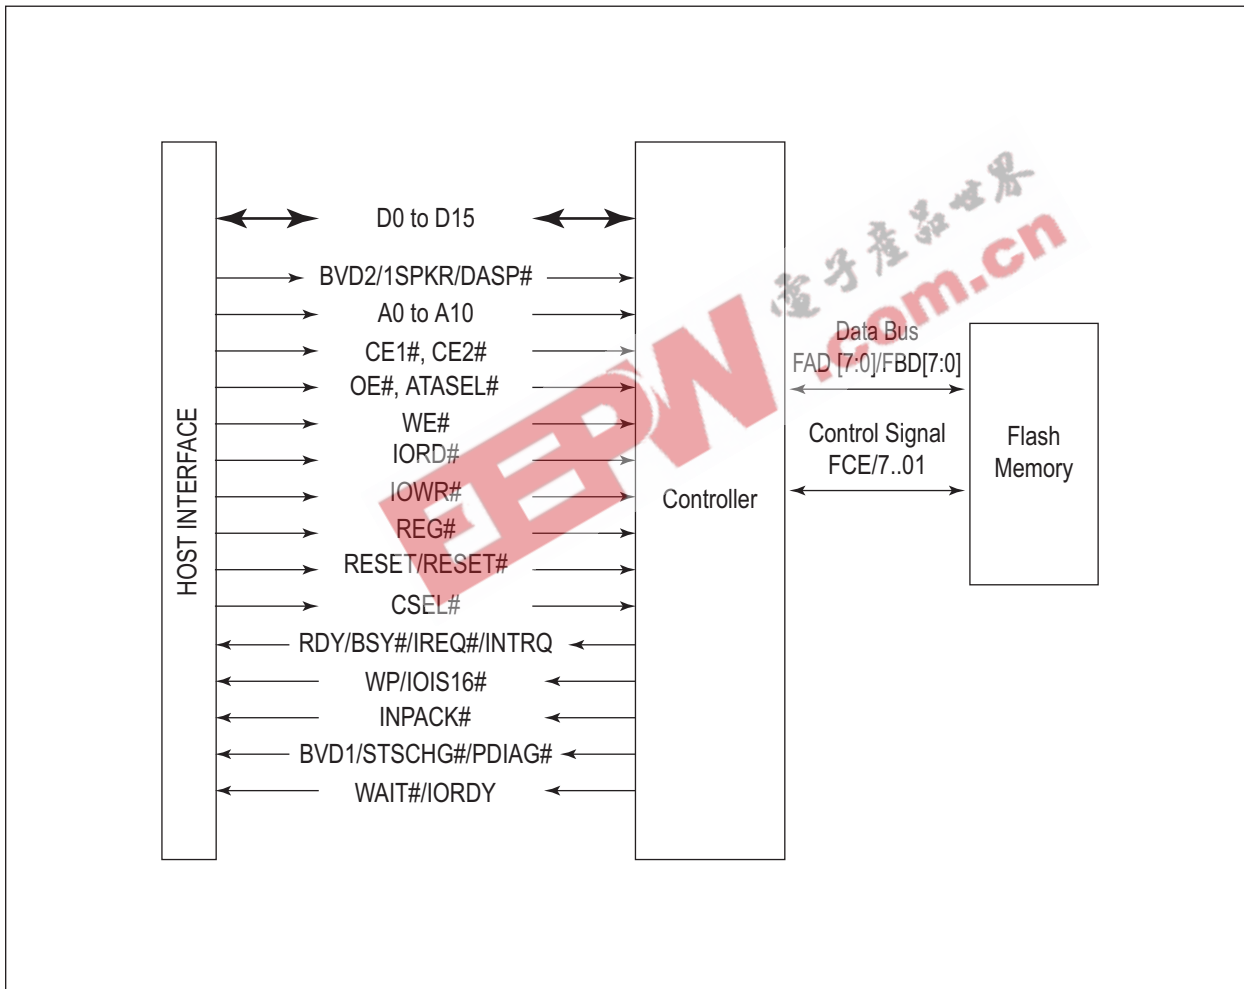 D0 to D15
BVD2/1SPKR/DASP#
A0 to A10
CE1#, CE2#
OE#, ATASEL#
WE#
IORD#
IOWR#
REG#
RESET/RESET#
CSEL#
RDY/BSY#/IREQ#/INTRQ
WP/IOIS16#
INPACK#
BVD1/STSCHG#/PDIAG#
WAIT#/IORDY
HOST INTERFACE
Controller
Data Bus
FAD [7:0]/FBD[7:0]
Control Signal
FCE/7..01
Flash
Memory
EEPW
.com.cn
電子產品世界